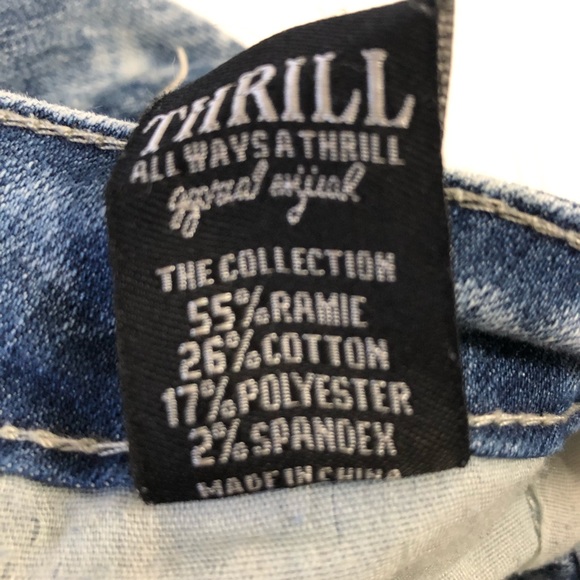 THRILL
ALL WAYS A THRILL
THE COLLECTION
55% RAMIE
26% COTTON
17% POLYESTER
2% SPANDEX
MADE IN CHINA